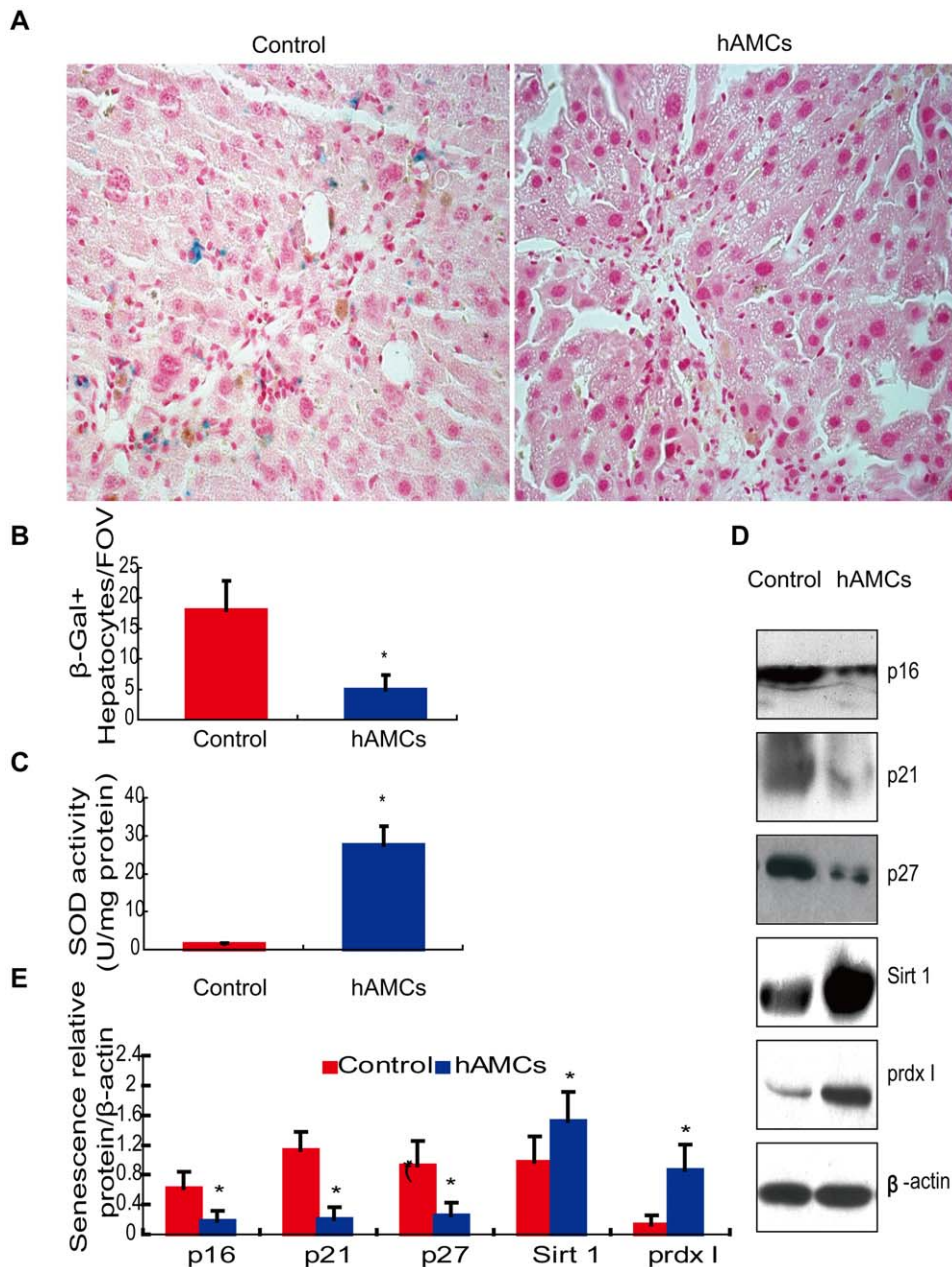 A
Control hAMCs
B
β-Gal+
Hepatocytes/FOV
25
20
15
10
5
0
*
Control hAMCs
C
SOD activity
(U/mg protein)
40
30
20
10
0
*
Control hAMCs
D
Control hAMCs
p16
p21
p27
Sirt 1
prdx I
β -actin
E
Senescence relative
protein/β-actin
2.4
2
1.6
1.2
0.8
0.4
0
Control hAMCs
* * * * *
p16 p21 p27 Sirt 1 prdx I